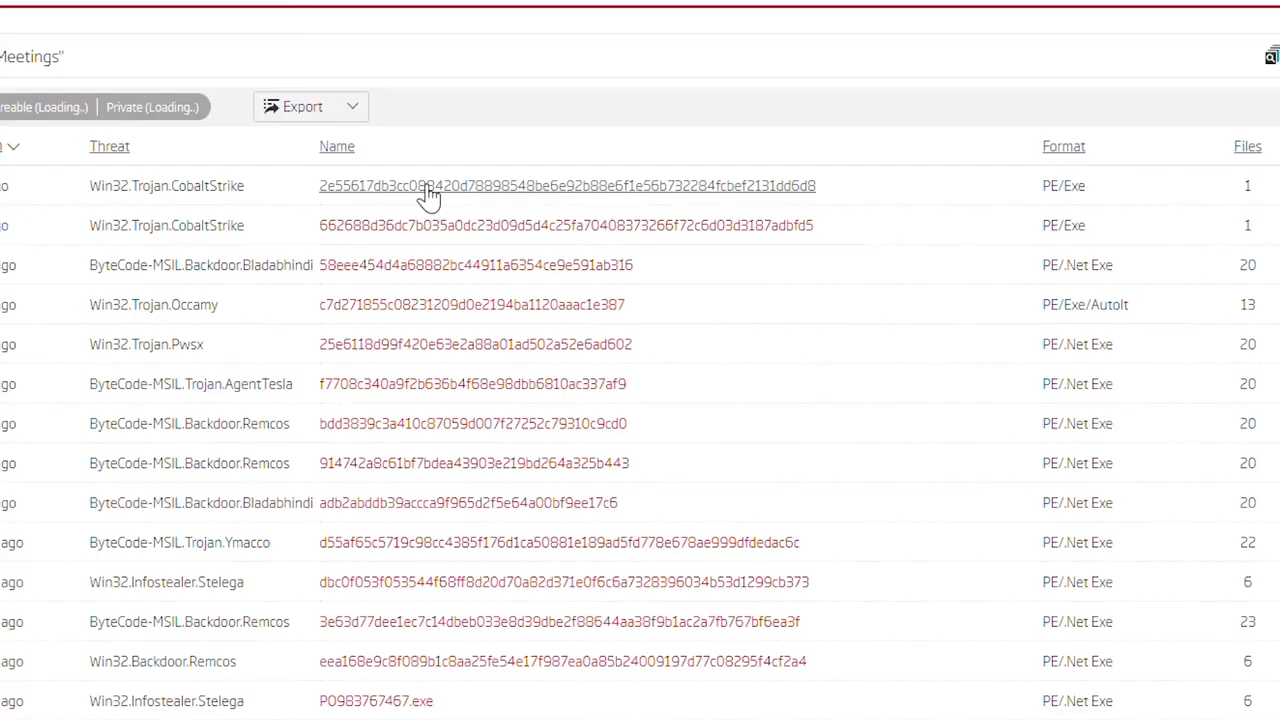 Meetings"
reable (Loading..) Private (Loading..) Export
Threat Name Format Files
go Win32.Trojan.CobaltStrike 2e55617db3cc088420d78898548be6e92b88e6f1e56b732284fcbef2131dd6d8 PE/Exe 1
go Win32.Trojan.CobaltStrike 662688d36dc7b035a0dc23d09d5d4c25fa70408373266f72c6d03d3187adbfd5 PE/Exe 1
ago ByteCode-MSIL.Backdoor.Bladabhindi 58eee454d4a68882bc44911a6354ce9e591ab316 PE/.Net Exe 20
ago Win32.Trojan.Occamy c7d271855c08231209d0e2194ba1120aaac1e387 PE/Exe/AutoIt 13
ago Win32.Trojan.Pwsx 25e6118d99f420e63e2a88a01ad502a52e6ad602 PE/.Net Exe 20
ago ByteCode-MSIL.Trojan.AgentTesla f7708c340a9f2b636b4f68e98dbb6810ac337af9 PE/.Net Exe 20
ago ByteCode-MSIL.Backdoor.Remcos bdd3839c3a410c87059d007f27252c79310c9cd0 PE/.Net Exe 20
ago ByteCode-MSIL.Backdoor.Remcos 914742a8c61bf7bdea43903e219bd264a325b443 PE/.Net Exe 20
ago ByteCode-MSIL.Backdoor.Bladabhindi adb2abddb39accca9f965d2f5e64a00bf9ee17c6 PE/.Net Exe 20
ago ByteCode-MSIL.Trojan.Ymacco d55af65c5719c98cc4385f176d1ca50881e189ad5fd778e678ae999dfdedac6c PE/.Net Exe 22
ago Win32.Infostealer.Stelega dbc0f053f053544f68ff8d20d70a82d371e0f6c6a7328396034b53d1299cb373 PE/.Net Exe 6
ago ByteCode-MSIL.Backdoor.Remcos 3e63d77dee1ec7c14dbeb033e8d39dbe2f88644aa38f9b1ac2a7fb767bf6ea3f PE/.Net Exe 23
ago Win32.Backdoor.Remcos eea168e9c8f089b1c8aa25fe54e17f987ea0a85b24009197d77c08295f4cf2a4 PE/.Net Exe 6
ago Win32.Infostealer.Stelega P0983767467.exe PE/.Net Exe 6